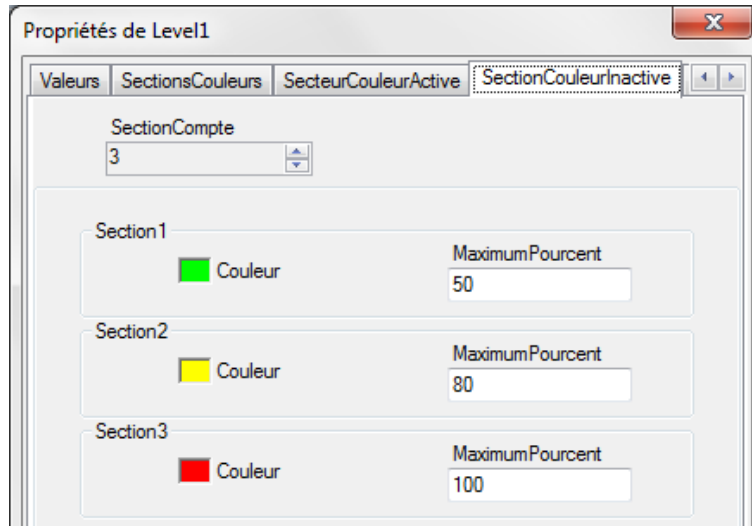 Propriétés de Level1
Valeurs SectionsCouleurs SecteurCouleurActive SectionCouleurInactive
SectionCompte
3
Section1
Couleur
MaximumPourcent
50
Section2
Couleur
MaximumPourcent
80
Section3
Couleur
MaximumPourcent
100